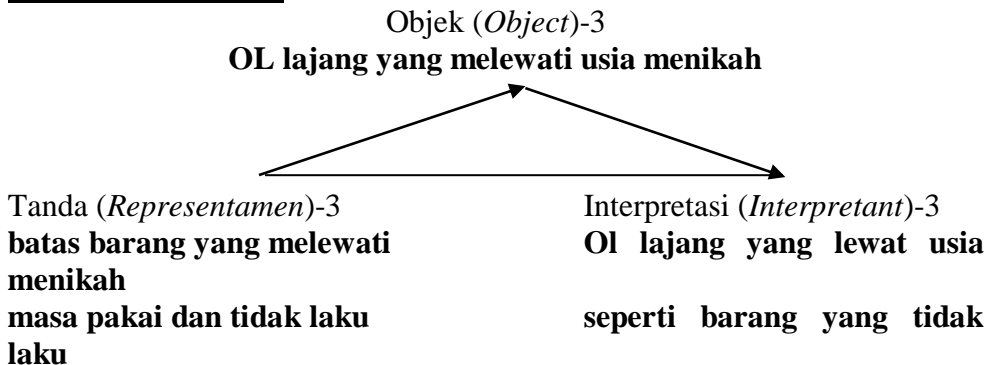 Objek (Object)-3
OL lajang yang melewati usia menikah
Tanda (Representamen)-3 Interpretasi (Interpretant)-3
batas barang yang melewati Ol lajang yang lewat usia
menikah
masa pakai dan tidak laku seperti barang yang tidak
laku